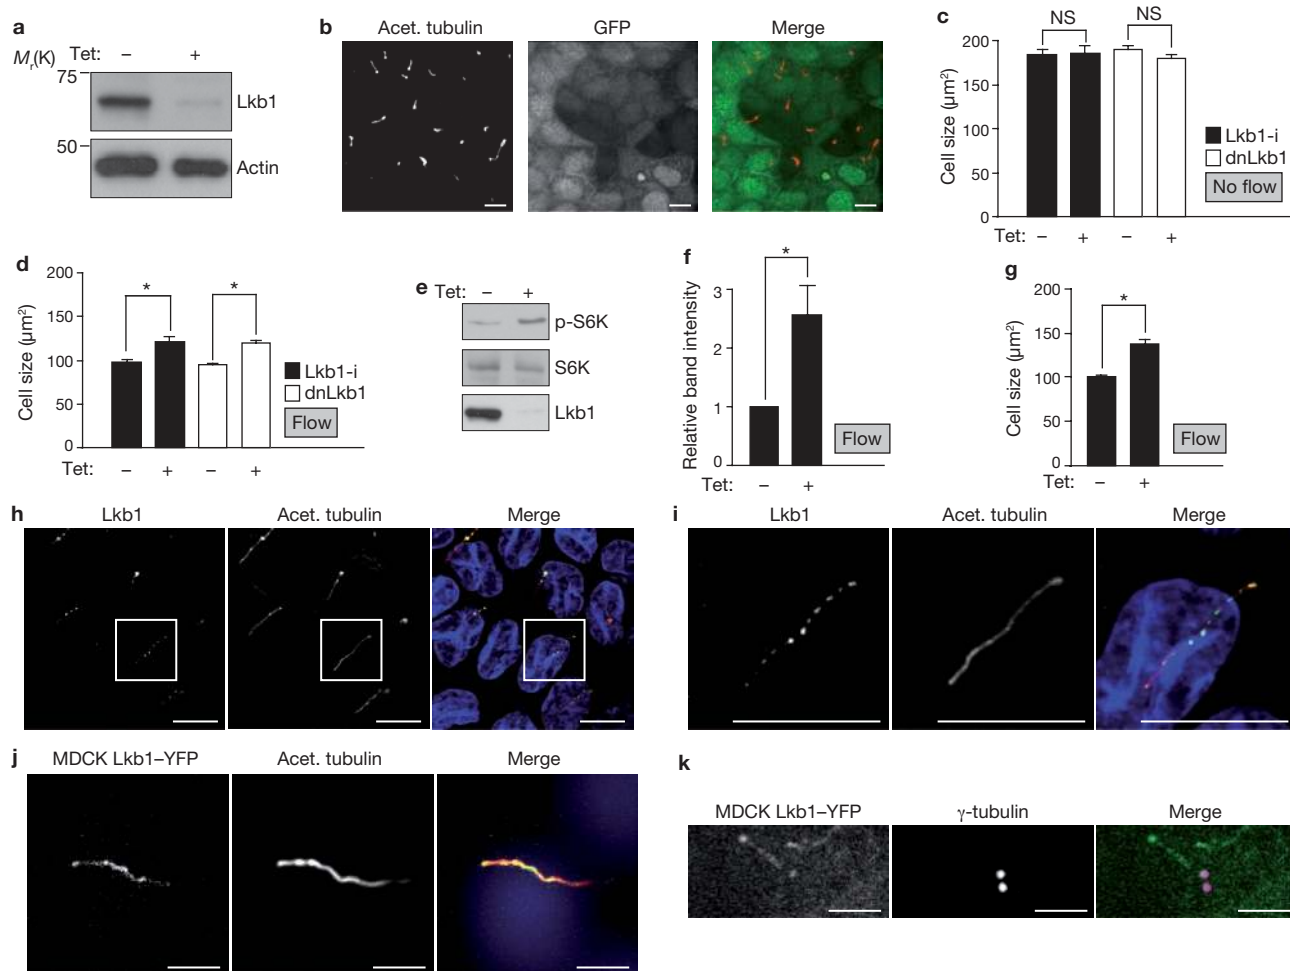 a
Mr(K) Tet: − +
75
Lkb1
50
Actin
b
Acet. tubulin GFP Merge
c
NS NS
200
150
100
50
0
Cell size (µm²)
Lkb1-i
dnLkb1
No flow
Tet: − + − +
d
200
150
100
50
0
Cell size (µm²)
* *
Lkb1-i
dnLkb1
Flow
Tet: − + − +
e
Tet: − +
p-S6K
S6K
Lkb1
f
*
3
2
1
0
Relative band intensity
Flow
Tet: − +
g
200
150
100
50
0
Cell size (µm²)
*
Flow
Tet: − +
h
Lkb1 Acet. tubulin Merge
i
Lkb1 Acet. tubulin Merge
j
MDCK Lkb1–YFP Acet. tubulin Merge
k
MDCK Lkb1–YFP γ-tubulin Merge